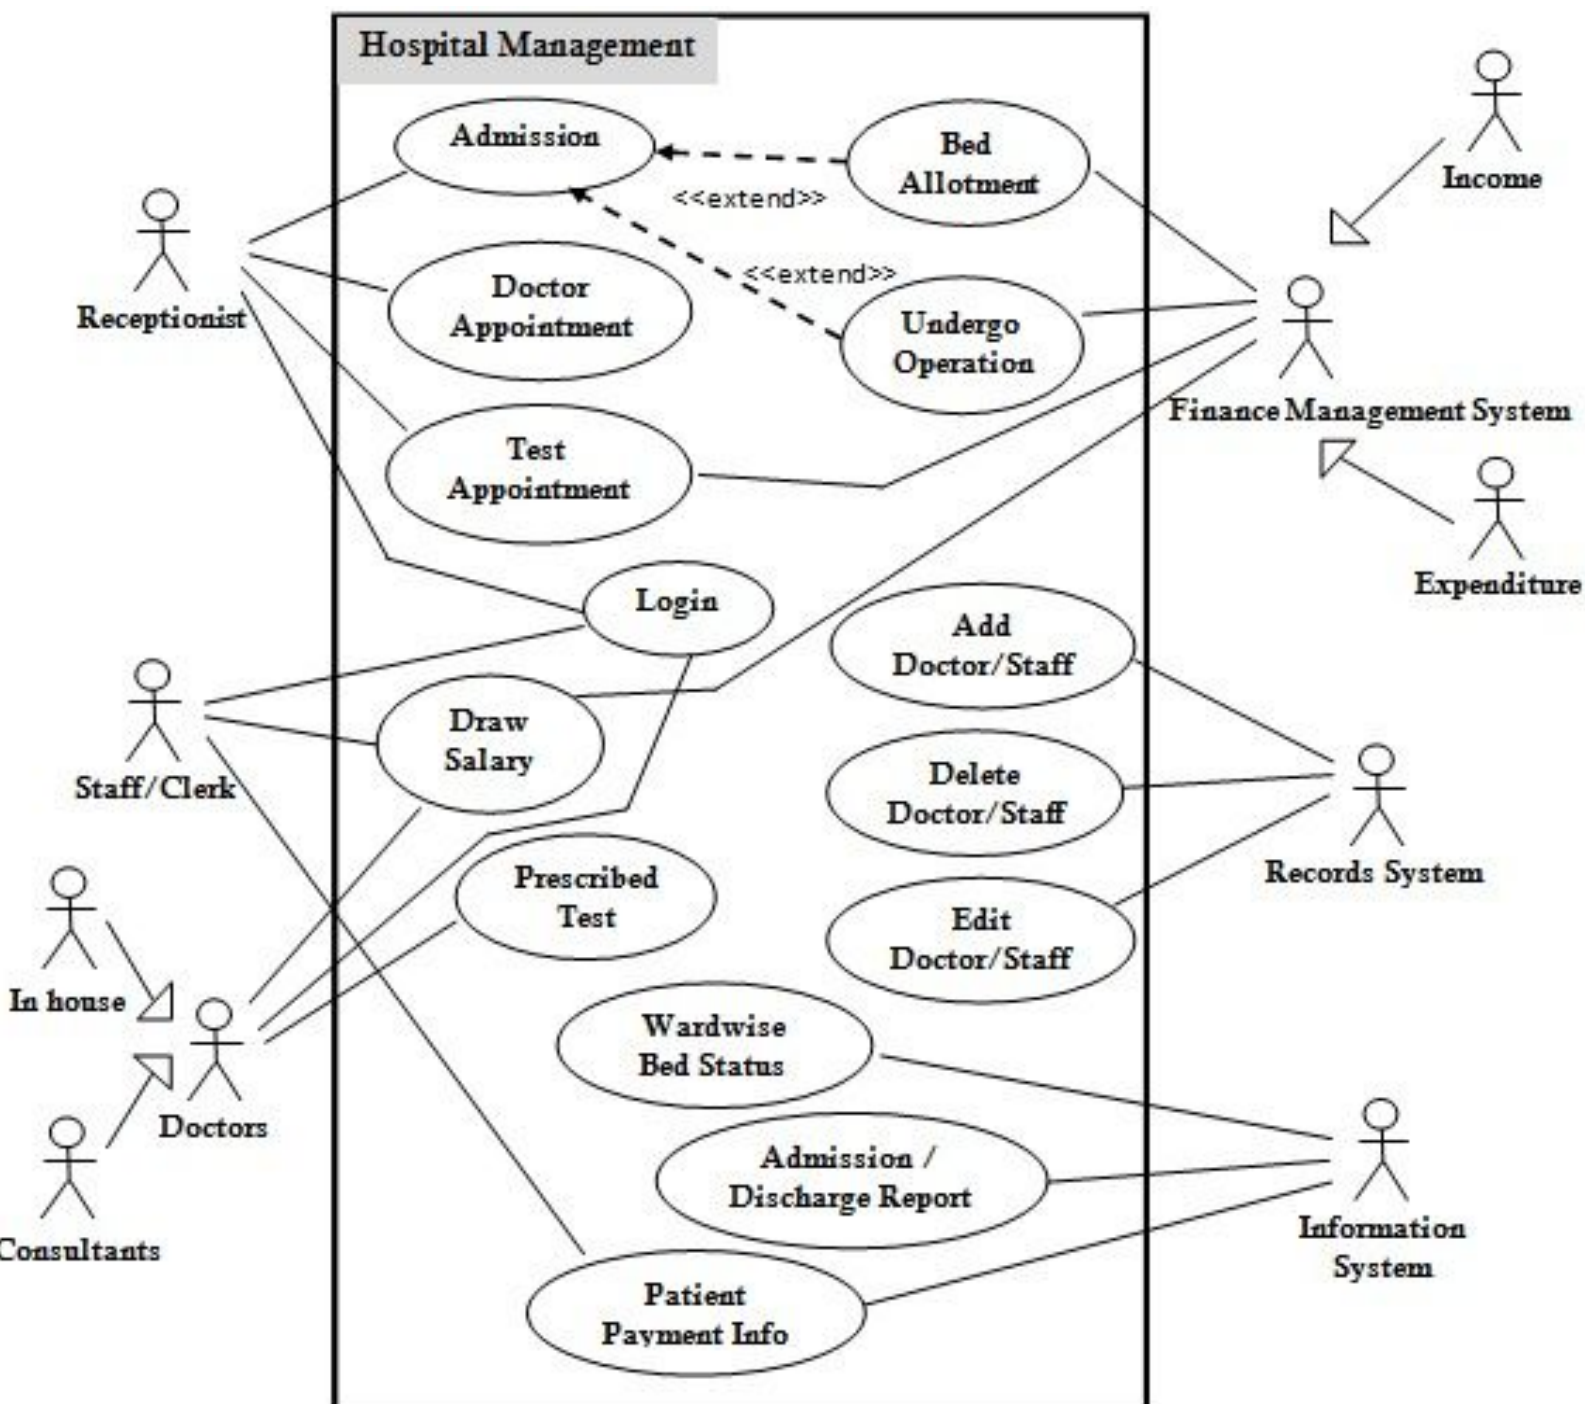 Hospital Management
Admission
Bed
Allotment
<<extend>>
Income
Receptionist
Doctor
Appointment
<<extend>>
Undergo
Operation
Finance Management System
Test
Appointment
Expenditure
Login
Add
Doctor/Staff
Staff/Clerk
Draw
Salary
Delete
Doctor/Staff
Records System
Prescribed
Test
Edit
Doctor/Staff
In house
Doctors
Wardwise
Bed Status
Consultants
Admission /
Discharge Report
Information
System
Patient
Payment Info